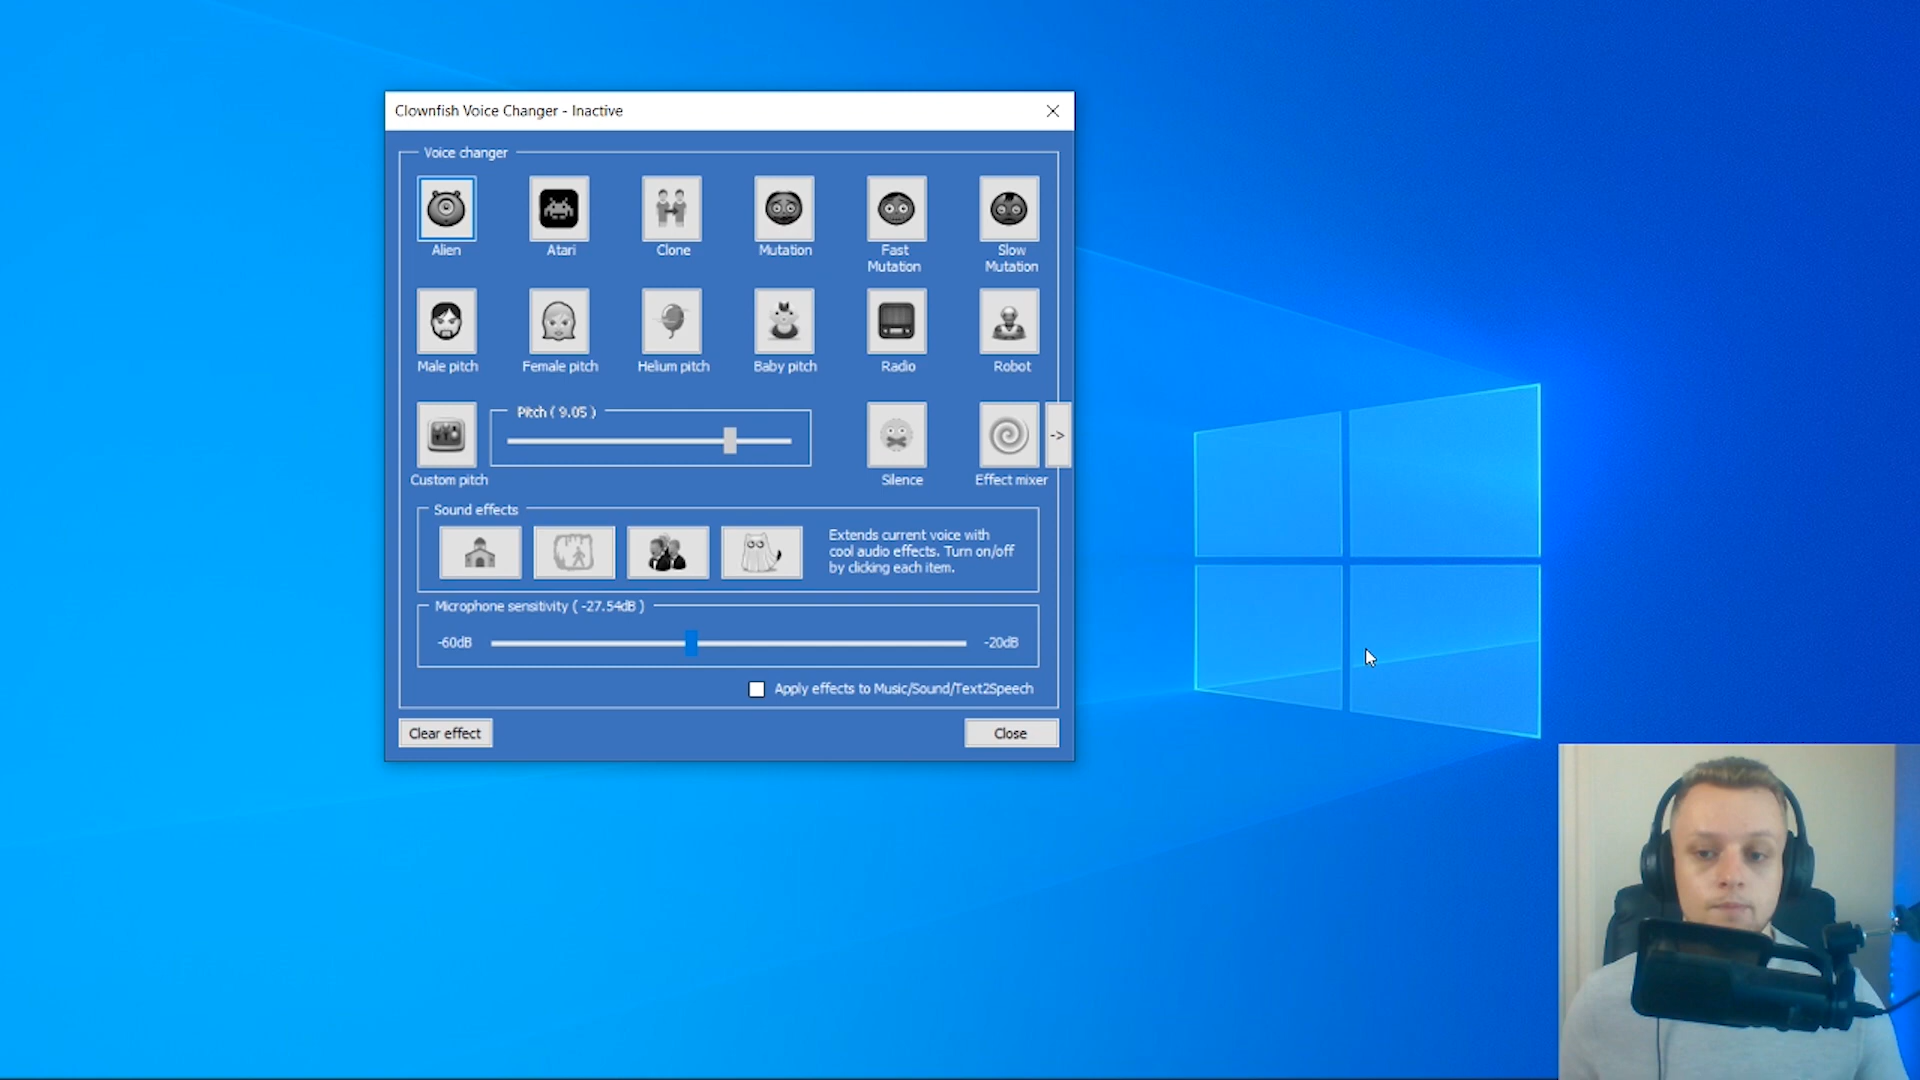 Clownfish Voice Changer - Inactive
Voice changer
Alien
Atari
Clone
Mutation
Fast
Mutation
Slow
Mutation
Male pitch
Female pitch
Helium pitch
Baby pitch
Radio
Robot
Pitch ( 9.05 )
->
Custom pitch
Silence
Effect mixer
Sound effects
Extends current voice with
cool audio effects. Turn on/off
by clicking each item.
Microphone sensitivity ( -27.54dB )
-60dB
-20dB
Apply effects to Music/Sound/Text2Speech
Clear effect
Close